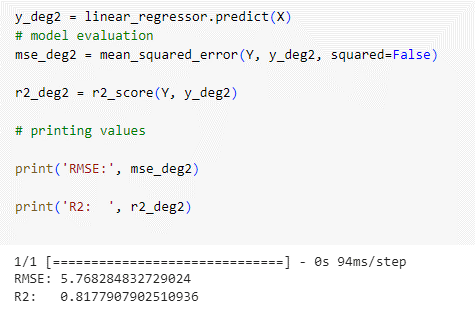 y_deg2 = linear_regressor.predict(X)
# model evaluation
mse_deg2 = mean_squared_error(Y, y_deg2, squared=False)
r2_deg2 = r2_score(Y, y_deg2)
# printing values
print('RMSE:', mse_deg2)
print('R2:  ', r2_deg2)
1/1 [==============================] - 0s 94ms/step
RMSE: 5.768284832729024
R2:   0.8177907902510936